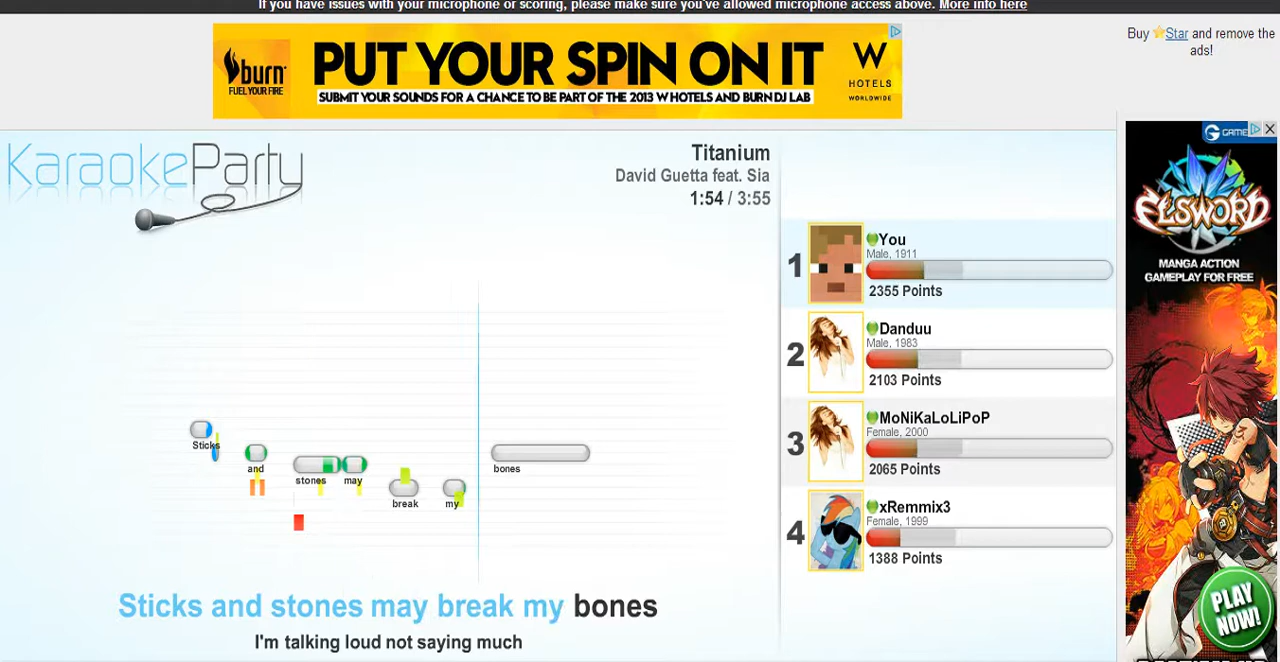 If you have issues with your microphone or scoring, please make sure you've allowed microphone access above. More info here
burn
FUEL YOUR FIRE
PUT YOUR SPIN ON IT
SUBMIT YOUR SOUNDS FOR A CHANCE TO BE PART OF THE 2013 W HOTELS AND BURN DJ LAB
W
HOTELS
WORLDWIDE
Buy Star and remove the
ads!
KaraokeParty
Titanium
David Guetta feat. Sia
1:54 / 3:55
1
You
Male, 1911
2355 Points
2
Danduu
Male, 1983
2103 Points
3
MoNiKaLoLiPoP
Female, 2000
2065 Points
4
xRemmix3
Female, 1999
1388 Points
Sticks
and
stones
may
break
my
bones
Sticks and stones may break my bones
I'm talking loud not saying much
G GAME
ELSWORD
MANGA ACTION
GAMEPLAY FOR FREE
PLAY
NOW!